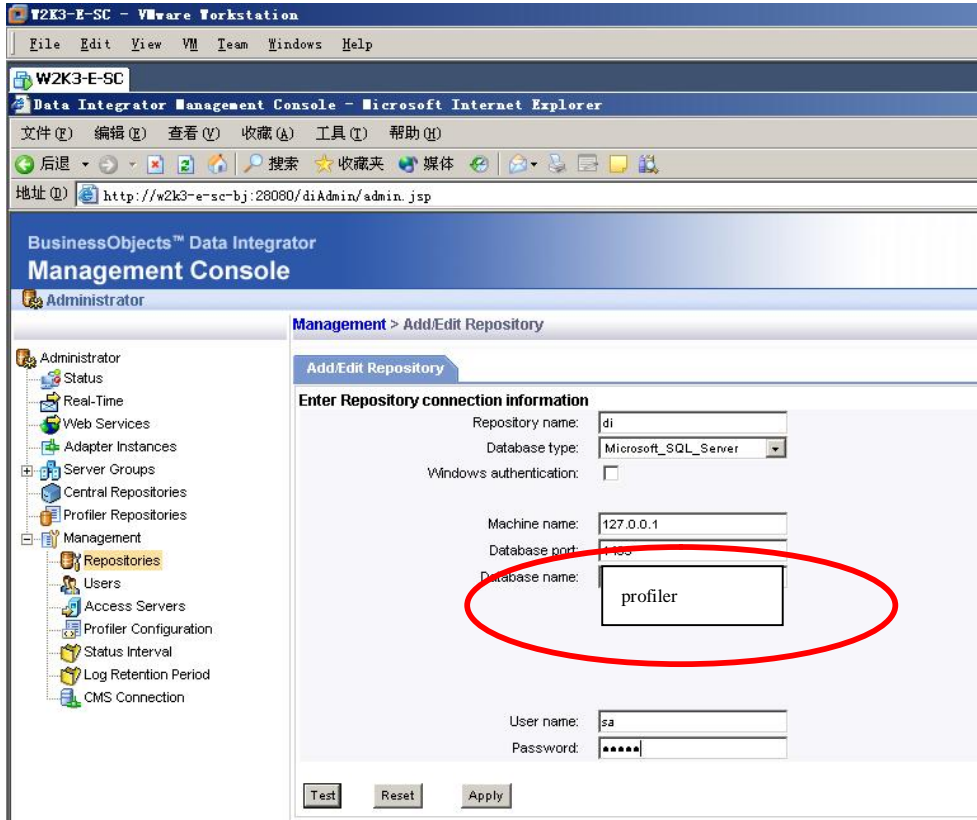 W2K3-E-SC - VMware Workstation
File Edit View VM Team Windows Help
W2K3-E-SC
Data Integrator Management Console - Microsoft Internet Explorer
文件(F) 编辑(E) 查看(V) 收藏(A) 工具(T) 帮助(H)
后退 搜索 收藏夹 媒体
地址(D) http://w2k3-e-sc-bj:28080/diAdmin/admin.jsp
BusinessObjects™ Data Integrator
Management Console
Administrator
Management > Add/Edit Repository
Administrator
Status
Real-Time
Web Services
Adapter Instances
Server Groups
Central Repositories
Profiler Repositories
Management
Repositories
Users
Access Servers
Profiler Configuration
Status Interval
Log Retention Period
CMS Connection
Add/Edit Repository
Enter Repository connection information
Repository name: di
Database type: Microsoft_SQL_Server
Windows authentication:
Machine name: 127.0.0.1
Database port:
Database name:
profiler
User name: sa
Password: •••••
Test Reset Apply